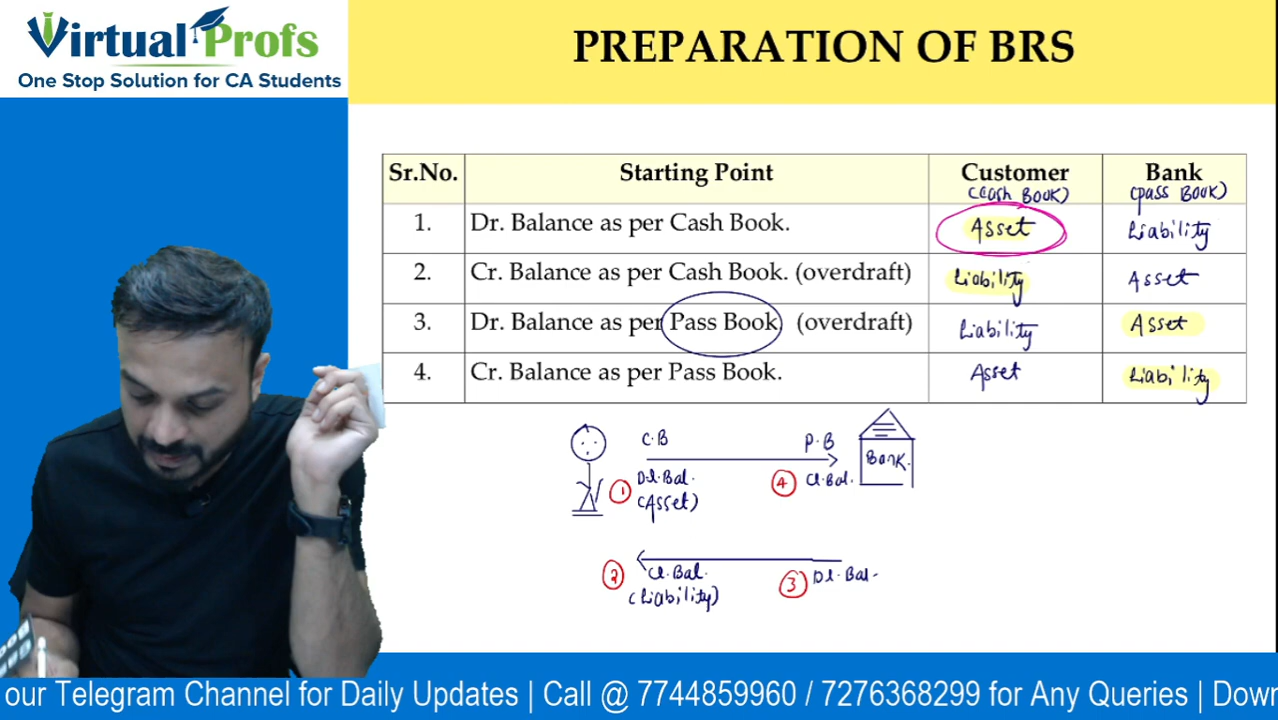 Virtual Profs
One Stop Solution for CA Students
PREPARATION OF BRS
Sr.No. Starting Point Customer Bank
(Cash Book) (Pass Book)
1. Dr. Balance as per Cash Book. Asset Liability
2. Cr. Balance as per Cash Book. (overdraft) Liability Asset
3. Dr. Balance as per Pass Book (overdraft) Liability Asset
4. Cr. Balance as per Pass Book. Asset Liability
C.B P.B
Bank.
1 Dr.Bal. 4 Cr.Bal.
(Asset)
2 Cr.Bal. 3 Dr.Bal.
(Liability)
our Telegram Channel for Daily Updates | Call @ 7744859960 / 7276368299 for Any Queries | Dow